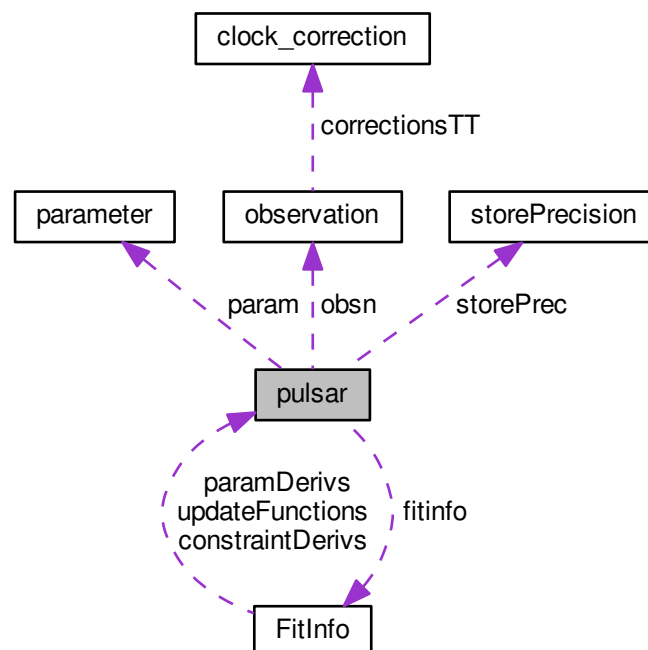 clock_correction
correctionsTT
parameter
observation
storePrecision
param
obsn
storePrec
pulsar
paramDerivs
updateFunctions
constraintDerivs
fitinfo
FitInfo